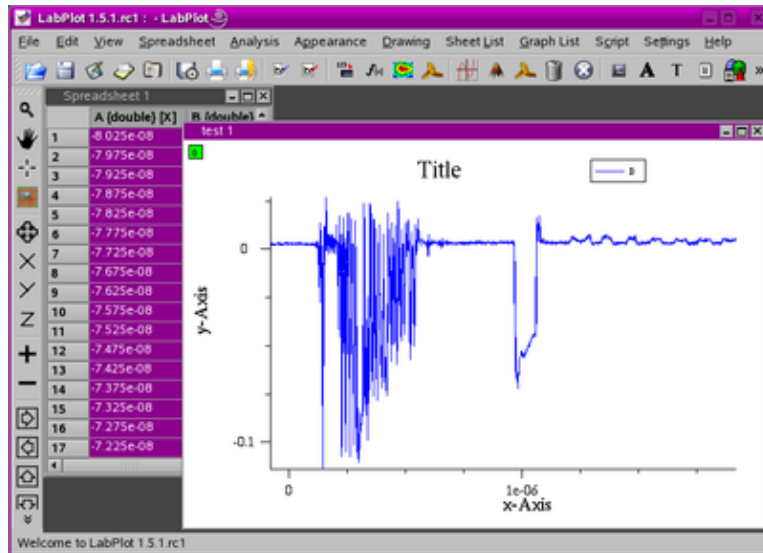 LabPlot 1.5.1.rc1 : - LabPlot
File Edit View Spreadsheet Analysis Appearance Drawing Sheet List Graph List Script Settings Help
Spreadsheet 1
A {double} [X] B {double}
test 1
1 -8.025e-08
2 -7.975e-08
3 -7.925e-08
4 -7.875e-08
5 -7.825e-08
6 -7.775e-08
7 -7.725e-08
8 -7.675e-08
9 -7.625e-08
10 -7.575e-08
11 -7.525e-08
12 -7.475e-08
13 -7.425e-08
14 -7.375e-08
15 -7.325e-08
16 -7.275e-08
17 -7.225e-08
Title
0
y-Axis
-0.1
0 1e-06
x-Axis
Welcome to LabPlot 1.5.1.rc1